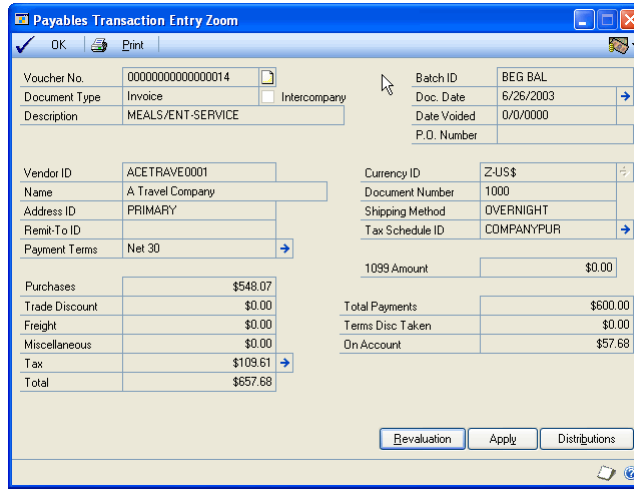 Payables Transaction Entry Zoom
OK Print
Voucher No. 00000000000000014
Document Type Invoice Intercompany
Description MEALS/ENT-SERVICE
Batch ID BEG BAL
Doc. Date 6/26/2003
Date Voided 0/0/0000
P.O. Number
Vendor ID ACETRAVE0001
Name A Travel Company
Address ID PRIMARY
Remit-To ID
Payment Terms Net 30
Currency ID Z-US$
Document Number 1000
Shipping Method OVERNIGHT
Tax Schedule ID COMPANYPUR
1099 Amount $0.00
Purchases $548.07
Trade Discount $0.00
Freight $0.00
Miscellaneous $0.00
Tax $109.61
Total $657.68
Total Payments $600.00
Terms Disc Taken $0.00
On Account $57.68
Revaluation Apply Distributions